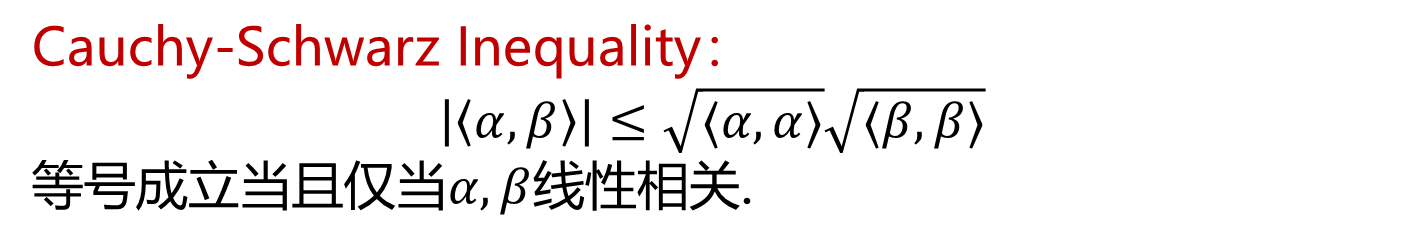 Cauchy-Schwarz Inequality:
|⟨α, β⟩| ≤ √⟨α, α⟩√⟨β, β⟩
等号成立当且仅当α, β线性相关.